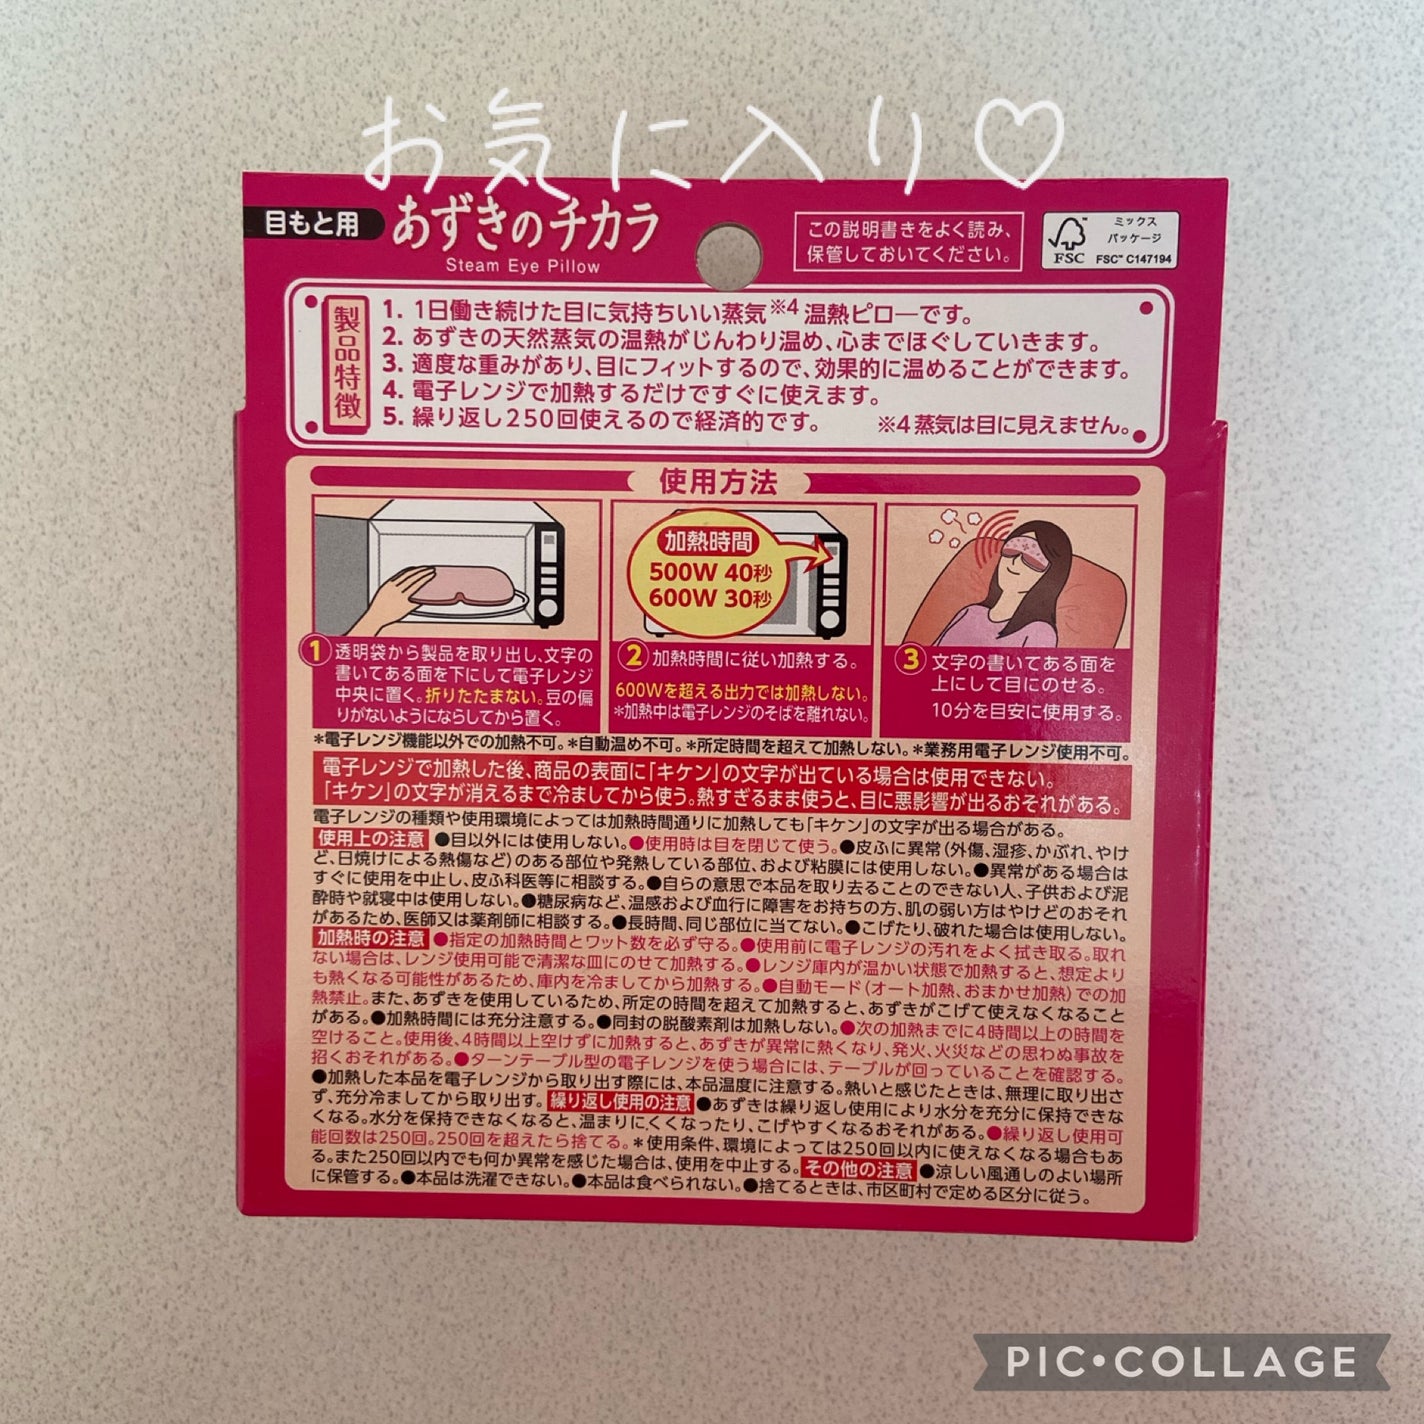 お気に入り♡
目もと用
あずきのチカラ
Steam Eye Pillow
この説明書きをよく読み、
保管しておいてください。
FSC
ミックス
パッケージ
FSC™ C147194
製品特徴
1. 1日働き続けた目に気持ちいい蒸気※4温熱ピローです。
2. あずきの天然蒸気の温熱がじんわり温め、心までほぐしていきます。
3. 適度な重みがあり、目にフィットするので、効果的に温めることができます。
4. 電子レンジで加熱するだけですぐに使えます。
5. 繰り返し250回使えるので経済的です。 ※4蒸気は目に見えません。
使用方法
1 透明袋から製品を取り出し、文字の
書いてある面を下にして電子レンジ
中央に置く。折りたたまない。豆の偏
りがないようにならしてから置く。
加熱時間
500W 40秒
600W 30秒
2 加熱時間に従い加熱する。
600Wを超える出力では加熱しない。
*加熱中は電子レンジのそばを離れない。
3 文字の書いてある面を
上にして目にのせる。
10分を目安に使用する。
*電子レンジ機能以外での加熱不可。*自動温め不可。*所定時間を超えて加熱しない。*業務用電子レンジ使用不可。
電子レンジで加熱した後、商品の表面に「キケン」の文字が出ている場合は使用できない。
「キケン」の文字が消えるまで冷ましてから使う。熱すぎるまま使うと、目に悪影響が出るおそれがある。
電子レンジの種類や使用環境によっては加熱時間通りに加熱しても「キケン」の文字が出る場合がある。
使用上の注意 ●目以外には使用しない。●使用時は目を閉じて使う。●皮ふに異常(外傷、湿疹、かぶれ、やけ
ど、日焼けによる熱傷など)のある部位や発熱している部位、および粘膜には使用しない。●異常がある場合は
すぐに使用を中止し、皮ふ科医等に相談する。●自らの意思で本品を取り去ることのできない人、子供および泥
酔時や就寝中は使用しない。●糖尿病など、温感および血行に障害をお持ちの方、肌の弱い方はやけどのおそれ
があるため、医師又は薬剤師に相談する。●長時間、同じ部位に当てない。●こげたり、破れた場合は使用しない。
加熱時の注意 ●指定の加熱時間とワット数を必ず守る。●使用前に電子レンジの汚れをよく拭き取る。取れ
ない場合は、レンジ使用可能で清潔な皿にのせて加熱する。●レンジ庫内が温かい状態で加熱すると、想定より
も熱くなる可能性があるため、庫内を冷ましてから加熱する。●自動モード(オート加熱、おまかせ加熱)での加
熱禁止。また、あずきを使用しているため、所定の時間を超えて加熱すると、あずきがこげて使えなくなること
がある。●加熱時間には充分注意する。●同封の脱酸素剤は加熱しない。●次の加熱までに4時間以上の時間を
空けること。使用後、4時間以上空けずに加熱すると、あずきが異常に熱くなり、発火、火災などの思わぬ事故を
招くおそれがある。●ターンテーブル型の電子レンジを使う場合には、テーブルが回っていることを確認する。
●加熱した本品を電子レンジから取り出す際には、本品温度に注意する。熱いと感じたときは、無理に取り出さ
ず、充分冷ましてから取り出す。 繰り返し使用の注意 ●あずきは繰り返し使用により水分を充分に保持できな
くなる。水分を保持できなくなると、温まりにくくなったり、こげやすくなるおそれがある。●繰り返し使用可
能回数は250回。250回を超えたら捨てる。*使用条件、環境によっては250回以内に使えなくなる場合もあ
る。また250回以内でも何か異常を感じた場合は、使用を中止する。 その他の注意 ●涼しい風通しのよい場所
に保管する。●本品は洗濯できない。●本品は食べられない。●捨てるときは、市区町村で定める区分に従う。
PIC•COLLAGE